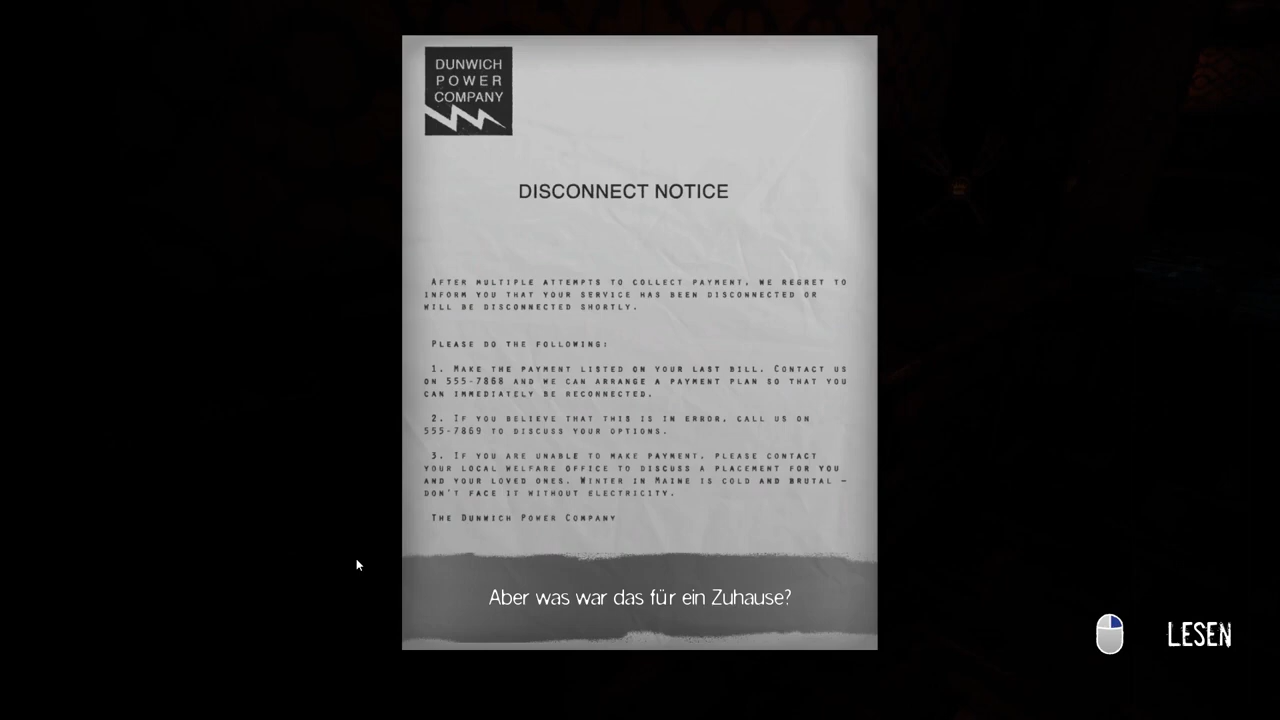 DUNWICH
POWER
COMPANY
DISCONNECT NOTICE
AFTER MULTIPLE ATTEMPTS TO COLLECT PAYMENT, WE REGRET TO
INFORM YOU THAT YOUR SERVICE HAS BEEN DISCONNECTED OR
WILL BE DISCONNECTED SHORTLY.
PLEASE DO THE FOLLOWING:
1. MAKE THE PAYMENT LISTED ON YOUR LAST BILL. CONTACT US
ON 555-7868 AND WE CAN ARRANGE A PAYMENT PLAN SO THAT YOU
CAN IMMEDIATELY BE RECONNECTED.
2. IF YOU BELIEVE THAT THIS IS IN ERROR, CALL US ON
555-7869 TO DISCUSS YOUR OPTIONS.
3. IF YOU ARE UNABLE TO MAKE PAYMENT, PLEASE CONTACT
YOUR LOCAL WELFARE OFFICE TO DISCUSS A PLACEMENT FOR YOU
AND YOUR LOVED ONES. WINTER IN MAINE IS COLD AND BRUTAL –
DON'T FACE IT WITHOUT ELECTRICITY.
THE DUNWICH POWER COMPANY
Aber was war das für ein Zuhause?
LESEN